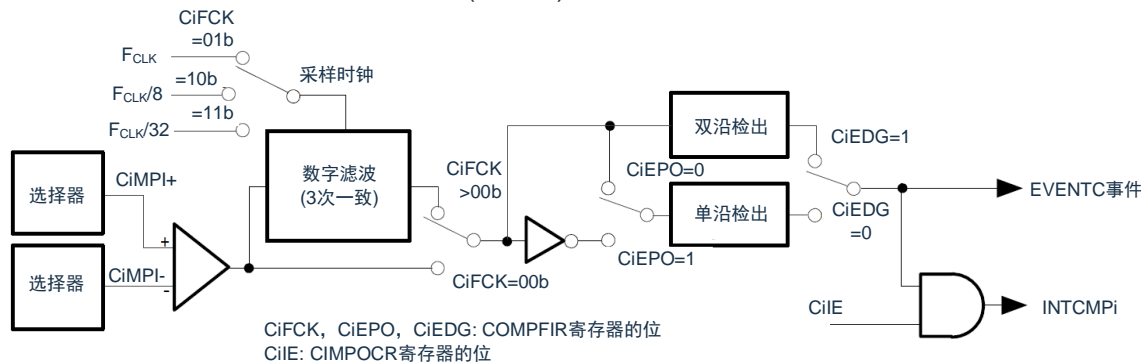 CiFCK
=01b
FCLK
采样时钟
=10b
FCLK/8
=11b
FCLK/32
双沿检出
CiEDG=1
CiFCK
>00b
CiEPO=0
选择器
CiMPI+
数字滤波
(3次一致)
EVENTC事件
单沿检出
CiEDG
=0
+
选择器
CiMPI-
-
CiEPO=1
CiFCK=00b
CiIE
INTCMPi
CiFCK，CiEPO，CiEDG: COMPFIR寄存器的位
CiIE: CIMPOCR寄存器的位